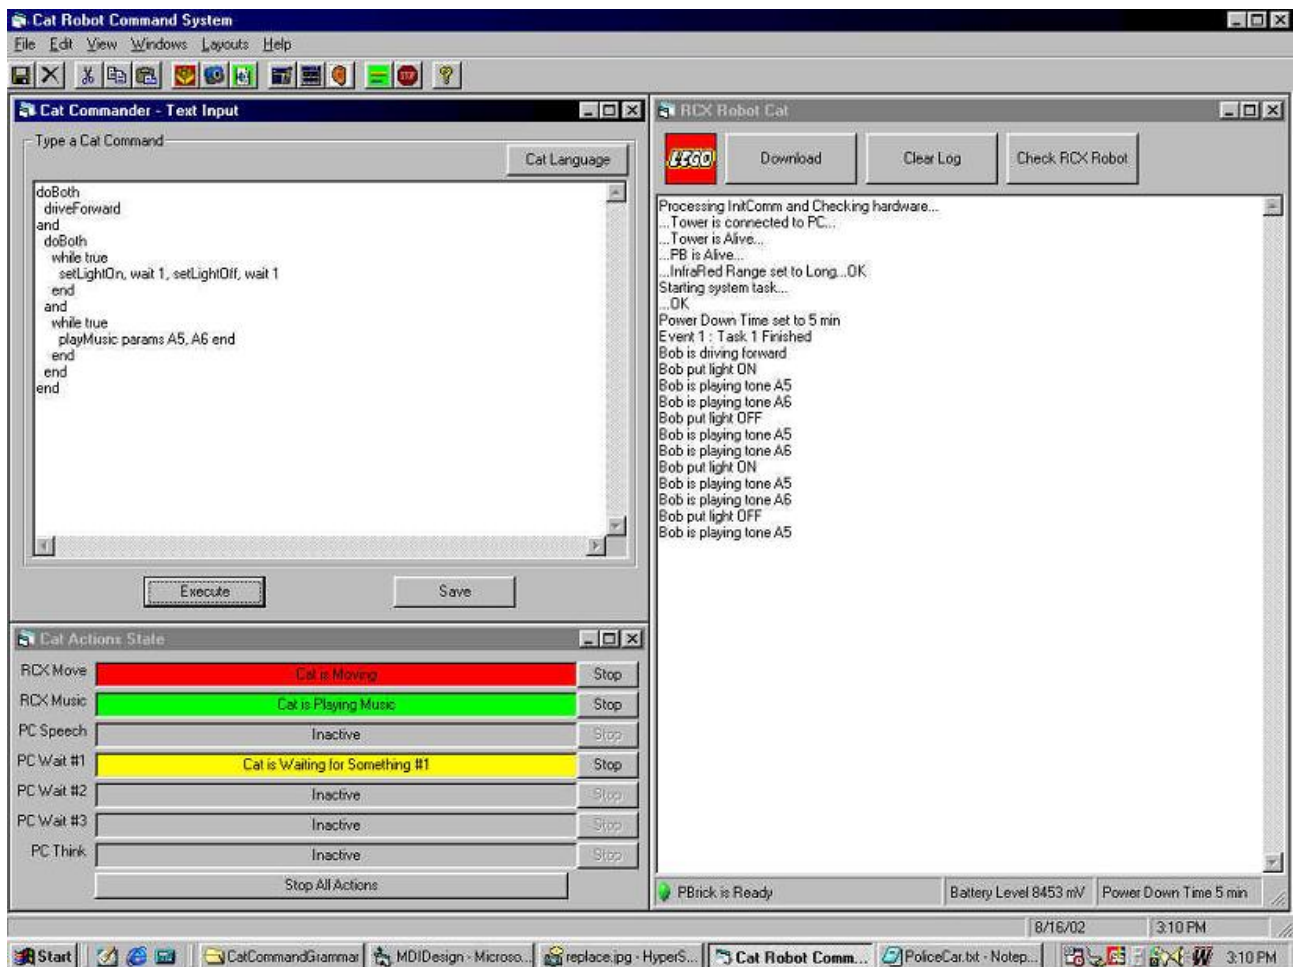 Cat Robot Command System
File Edit View Windows Layouts Help
Cat Commander - Text Input
Type a Cat Command
Cat Language
doBoth
driveForward
and
doBoth
while true
setLightOn, wait 1, setLightOff, wait 1
end
and
while true
playMusic params A5, A6 end
end
end
end
Execute Save
Cat Actions State
RCX Move Cat is Moving Stop
RCX Music Cat is Playing Music Stop
PC Speech Inactive Stop
PC Wait #1 Cat is Waiting for Something #1 Stop
PC Wait #2 Inactive Stop
PC Wait #3 Inactive Stop
PC Think Inactive Stop
Stop All Actions
RCX Robot Cat
LEGO Download Clear Log Check RCX Robot
Processing InitComm and Checking hardware...
...Tower is connected to PC...
...Tower is Alive...
...PB is Alive...
...InfraRed Range set to Long...OK
Starting system task...
...OK
Power Down Time set to 5 min
Event 1 : Task 1 Finished
Bob is driving forward
Bob put light ON
Bob is playing tone A5
Bob is playing tone A6
Bob put light OFF
Bob is playing tone A5
Bob is playing tone A6
Bob put light ON
Bob is playing tone A5
Bob is playing tone A6
Bob put light OFF
Bob is playing tone A5
PBrick is Ready Battery Level 8453 mV Power Down Time 5 min
8/16/02 3:10 PM
Start CatCommandGrammar MDIDesign - Microso... replace.jpg - HyperS... Cat Robot Comm... PoliceCar.txt - Notep... 3:10 PM